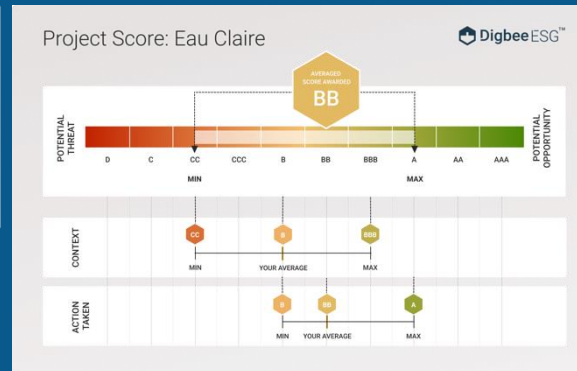 Project Score: Eau Claire
DigbeeESG™
AVERAGED
SCORE AWARDED
BB
POTENTIAL
THREAT
D C CC CCC B BB BBB A AA AAA
MIN MAX
POTENTIAL
OPPORTUNITY
CONTEXT
CC B BBB
MIN YOUR AVERAGE MAX
ACTION
TAKEN
B BB A
MIN YOUR AVERAGE MAX